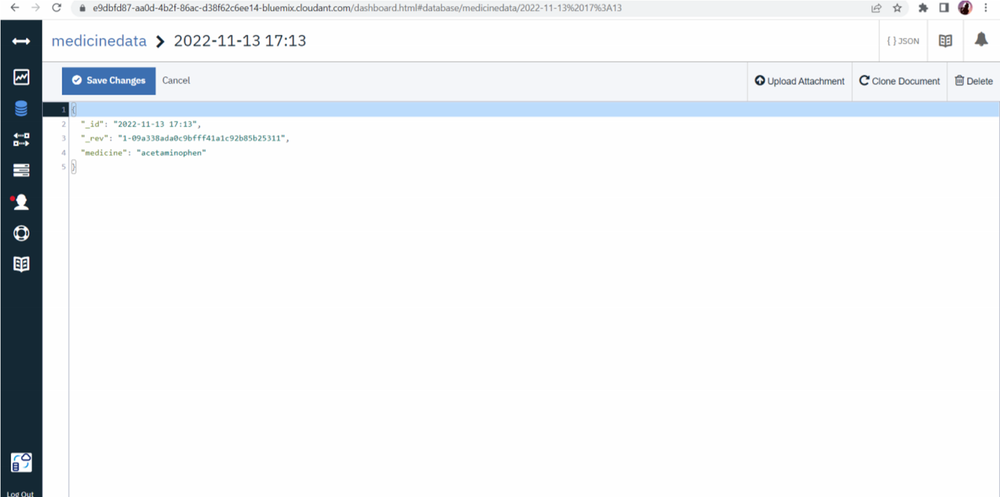 e9dbfd87-aa0d-4b2f-86ac-d38f62c6ee14-bluemix.cloudant.com/dashboard.html#database/medicinedata/2022-11-13%2017%3A13
medicinedata 2022-11-13 17:13
{ } JSON
Save Changes Cancel
Upload Attachment Clone Document Delete
1 {
2 "_id": "2022-11-13 17:13",
3 "_rev": "1-09a338ada0c9bfff41a1c92b85b25311",
4 "medicine": "acetaminophen"
5 }
Log Out